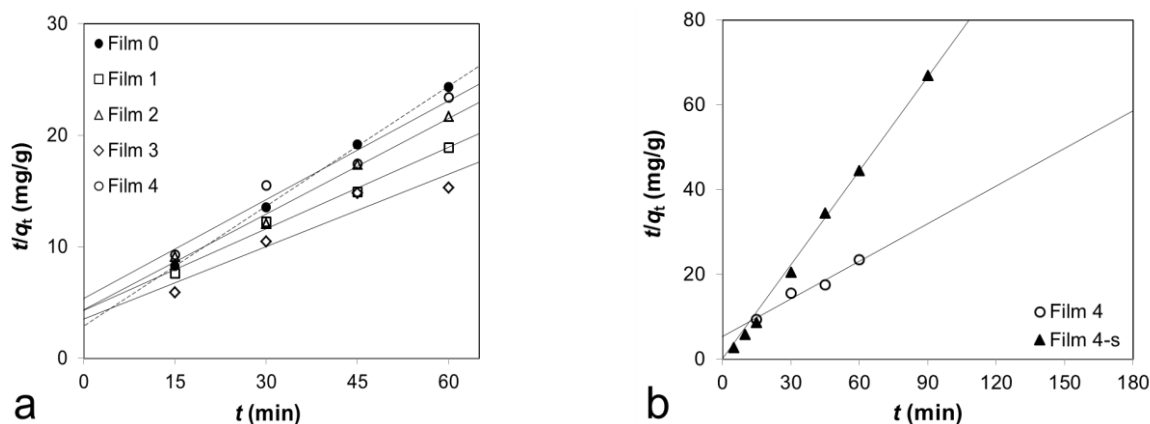 30
20
10
0
t/qt (mg/g)
Film 0
Film 1
Film 2
Film 3
Film 4
0 15 30 45 60
t (min)
a
80
60
40
20
0
t/qt (mg/g)
Film 4
Film 4-s
0 30 60 90 120 150 180
t (min)
b